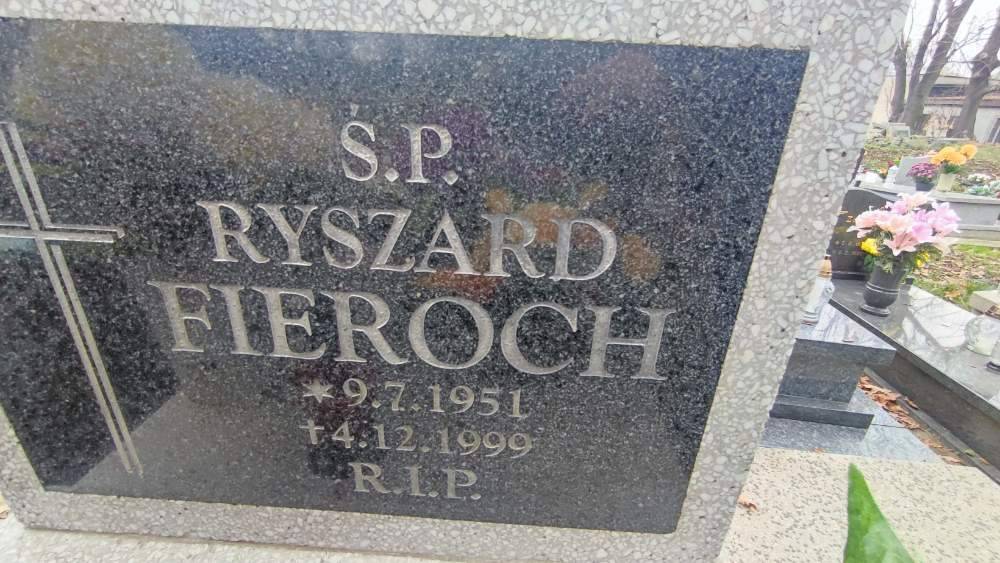 Ś.P.
RYSZARD
FIEROCH
* 9.7.1951
† 4.12.1999
R.I.P.